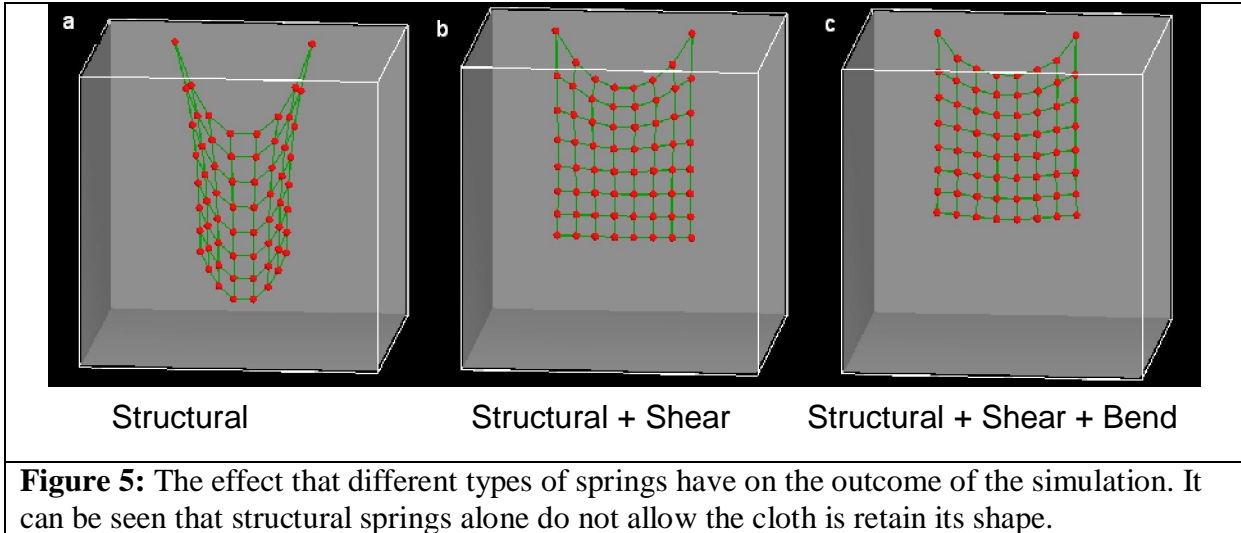 a
b
c
Structural
Structural + Shear
Structural + Shear + Bend
Figure 5: The effect that different types of springs have on the outcome of the simulation. It
can be seen that structural springs alone do not allow the cloth is retain its shape.